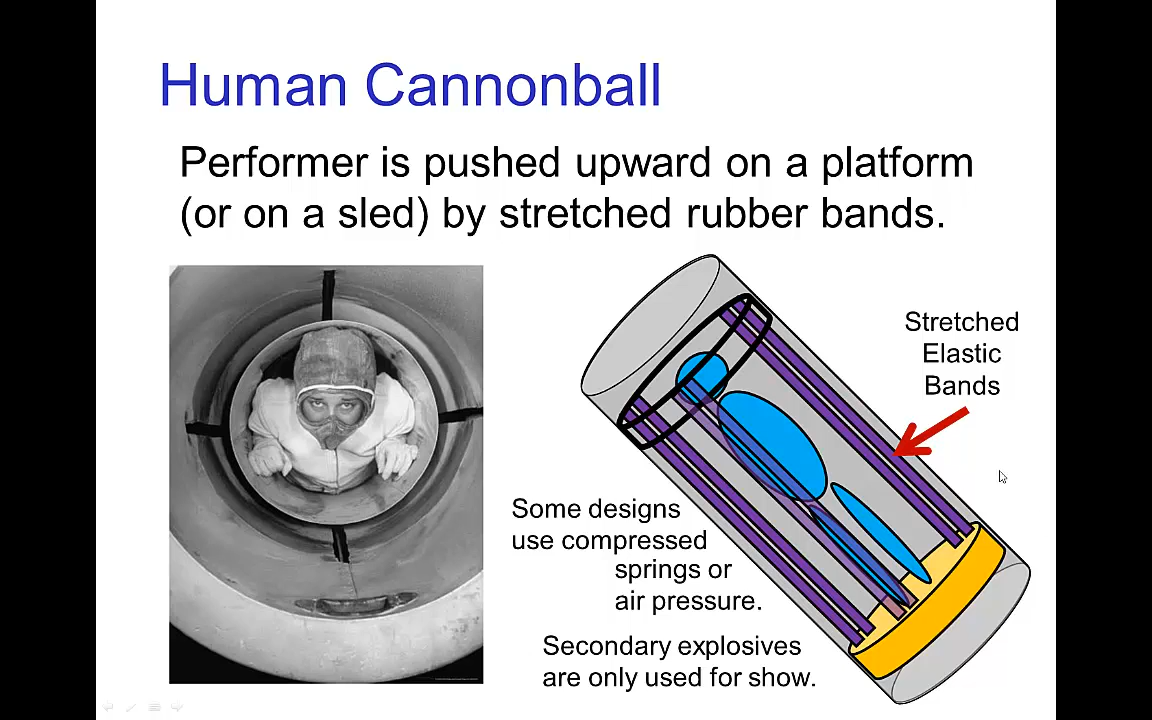 Human Cannonball
Performer is pushed upward on a platform
(or on a sled) by stretched rubber bands.
Stretched
Elastic
Bands
Some designs
use compressed
springs or
air pressure.
Secondary explosives
are only used for show.